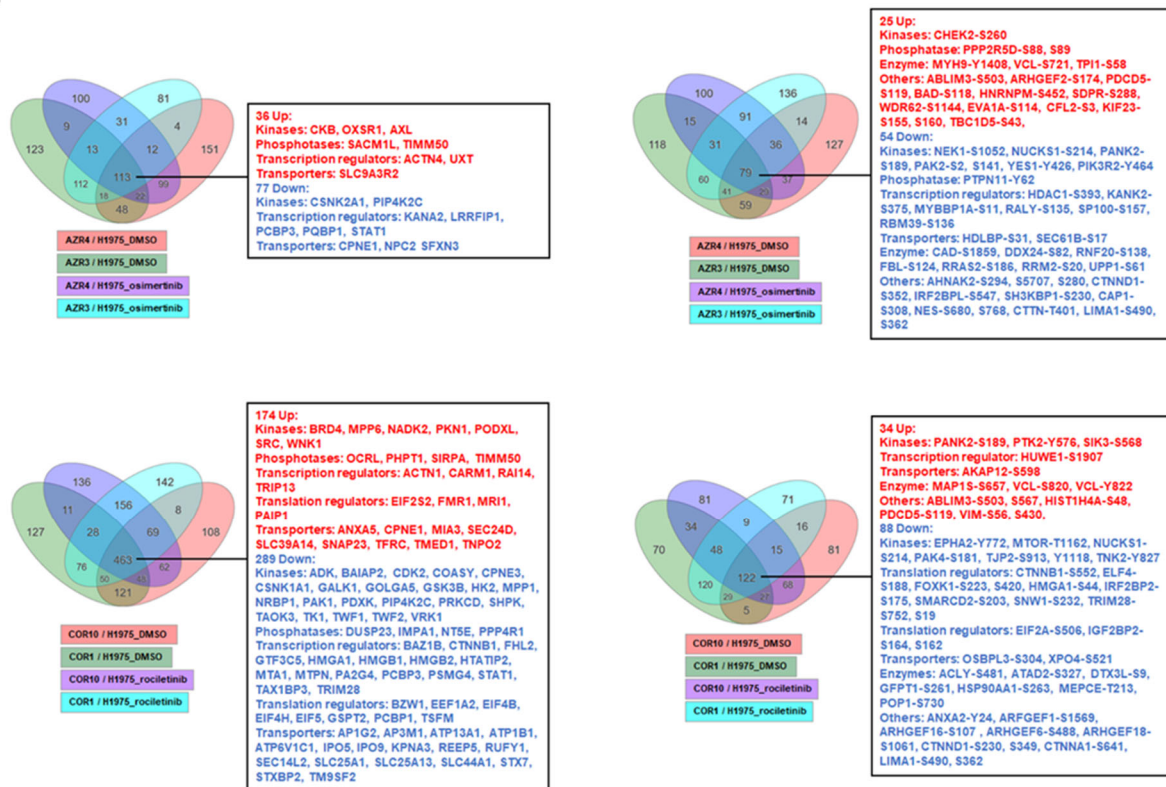 100
81
9
31
4
123
13
12
151
113
112
99
18
22
48
AZR4 / H1975_DMSO
AZR3 / H1975_DMSO
AZR4 / H1975_osimertinib
AZR3 / H1975_osimertinib
36 Up:
Kinases: CKB, OXSR1, AXL
Phosphotases: SACM1L, TIMM50
Transcription regulators: ACTN4, UXT
Transporters: SLC9A3R2
77 Down:
Kinases: CSNK2A1, PIP4K2C
Transcription regulators: KANA2, LRRFIP1,
PCBP3, PQBP1, STAT1
Transporters: CPNE1, NPC2 SFXN3
100
136
15
91
14
118
31
36
127
79
60
37
41
29
59
AZR4 / H1975_DMSO
AZR3 / H1975_DMSO
AZR4 / H1975_osimertinib
AZR3 / H1975_osimertinib
25 Up:
Kinases: CHEK2-S260
Phosphatase: PPP2R5D-S88, S89
Enzyme: MYH9-Y1408, VCL-S721, TPI1-S58
Others: ABLIM3-S503, ARHGEF2-S174, PDCD5-
S119, BAD-S118, HNRNPM-S452, SDPR-S288,
WDR62-S1144, EVA1A-S114, CFL2-S3, KIF23-
S155, S160, TBC1D5-S43,
54 Down:
Kinases: NEK1-S1052, NUCKS1-S214, PANK2-
S189, PAK2-S2, S141, YES1-Y426, PIK3R2-Y464
Phosphatase: PTPN11-Y62
Transcription regulators: HDAC1-S393, KANK2-
S375, MYBBP1A-S11, RALY-S135, SP100-S157,
RBM39-S136
Transporters: HDLBP-S31, SEC61B-S17
Enzyme: CAD-S1859, DDX24-S82, RNF20-S138,
FBL-S124, RRAS2-S186, RRM2-S20, UPP1-S61
Others: AHNAK2-S294, S5707, S280, CTNND1-
S352, IRF2BPL-S547, SH3KBP1-S230, CAP1-
S308, NES-S680, S768, CTTN-T401, LIMA1-S490,
S362
136
142
11
156
8
127
28
69
108
463
76
62
50
121
COR10 / H1975_DMSO
COR1 / H1975_DMSO
COR10 / H1975_rociletinib
COR1 / H1975_rociletinib
174 Up:
Kinases: BRD4, MPP6, NADK2, PKN1, PODXL,
SRC, WNK1
Phosphotases: OCRL, PHPT1, SIRPA, TIMM50
Transcription regulators: ACTN1, CARM1, RAI14,
TRIP13
Translation regulators: EIF2S2, FMR1, MRI1,
PAIP1
Transporters: ANXA5, CPNE1, MIA3, SEC24D,
SLC39A14, SNAP23, TFRC, TMED1, TNPO2
289 Down:
Kinases: ADK, BAIAP2, CDK2, COASY, CPNE3,
CSNK1A1, GALK1, GOLGA5, GSK3B, HK2, MPP1,
NRBP1, PAK1, PDXK, PIP4K2C, PRKCD, SHPK,
TAOK3, TK1, TWF1, TWF2, VRK1
Phosphatases: DUSP23, IMPA1, NT5E, PPP4R1
Transcription regulators: BAZ1B, CTNNB1, FHL2,
GTF3C5, HMGA1, HMGB1, HMGB2, HTATIP2,
MTA1, MTPN, PA2G4, PCBP3, PSMG4, STAT1,
TAX1BP3, TRIM28
Translation regulators: BZW1, EEF1A2, EIF4B,
EIF4H, EIF5, GSPT2, PCBP1, TSFM
Transporters: AP1G2, AP3M1, ATP13A1, ATP1B1,
ATP6V1C1, IPO5, IPO9, KPNA3, REEP5, RUFY1,
SEC14L2, SLC25A1, SLC25A13, SLC44A1, STX7,
STXBP2, TM9SF2
81
71
34
9
16
70
48
15
81
122
120
68
29
27
5
COR10 / H1975_DMSO
COR1 / H1975_DMSO
COR10 / H1975_rociletinib
COR1 / H1975_rociletinib
34 Up:
Kinases: PANK2-S189, PTK2-Y576, SIK3-S568
Transcription regulator: HUWE1-S1907
Transporters: AKAP12-S598
Enzyme: MAP1S-S657, VCL-S820, VCL-Y822
Others: ABLIM3-S503, S567, HIST1H4A-S48,
PDCD5-S119, VIM-S56, S430,
88 Down:
Kinases: EPHA2-Y772, MTOR-T1162, NUCKS1-
S214, PAK4-S181, TJP2-S913, Y1118, TNK2-Y827
Translation regulators: CTNNB1-S552, ELF4-
S188, FOXK1-S223, S420, HMGA1-S44, IRF2BP2-
S175, SMARCD2-S203, SNW1-S232, TRIM28-
S752, S19
Translation regulators: EIF2A-S506, IGF2BP2-
S164, S162
Transporters: OSBPL3-S304, XPO4-S521
Enzymes: ACLY-S481, ATAD2-S327, DTX3L-S9,
GFPT1-S261, HSP90AA1-S263, MEPCE-T213,
POP1-S730
Others: ANXA2-Y24, ARFGEF1-S1569,
ARHGEF16-S107 , ARHGEF6-S488, ARHGEF18-
S1061, CTNND1-S230, S349, CTNNA1-S641,
LIMA1-S490, S362